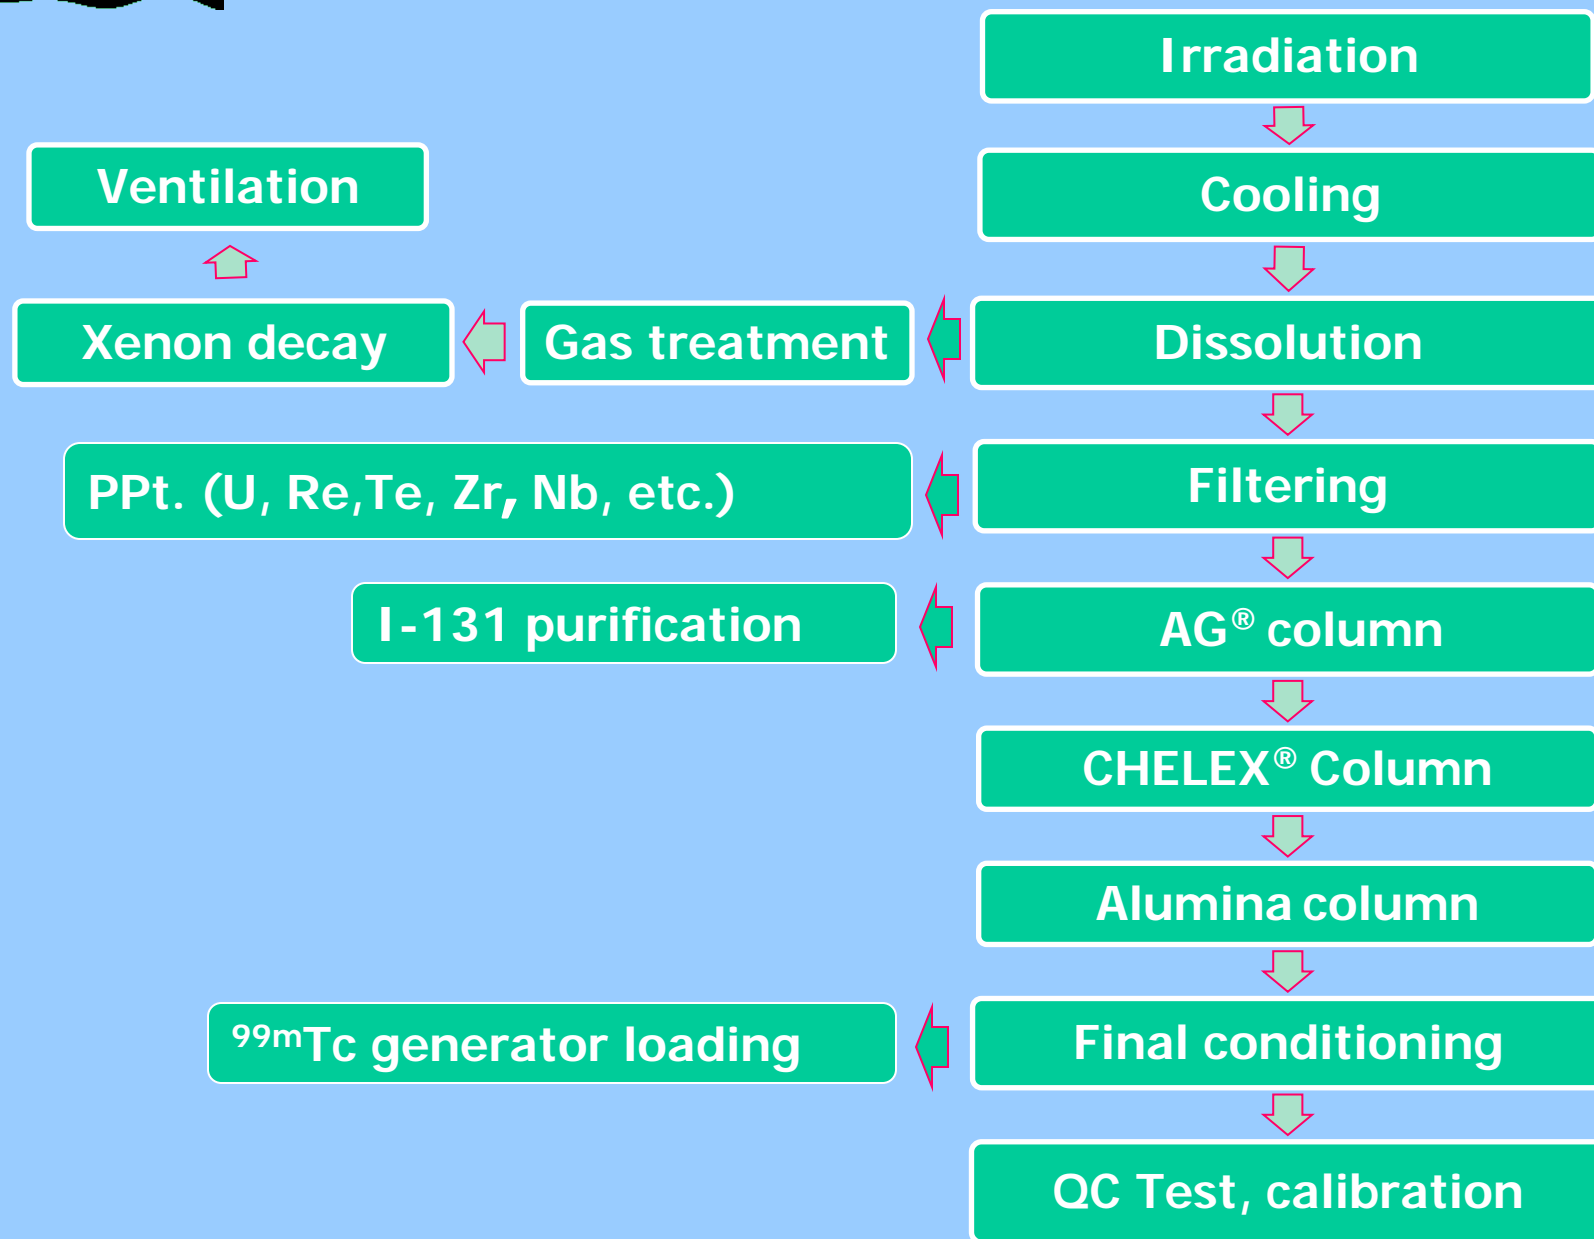 Irradiation
Ventilation
Cooling
Xenon decay
Gas treatment
Dissolution
PPt. (U, Re,Te, Zr, Nb, etc.)
Filtering
I-131 purification
AG® column
CHELEX® Column
Alumina column
99mTc generator loading
Final conditioning
QC Test, calibration